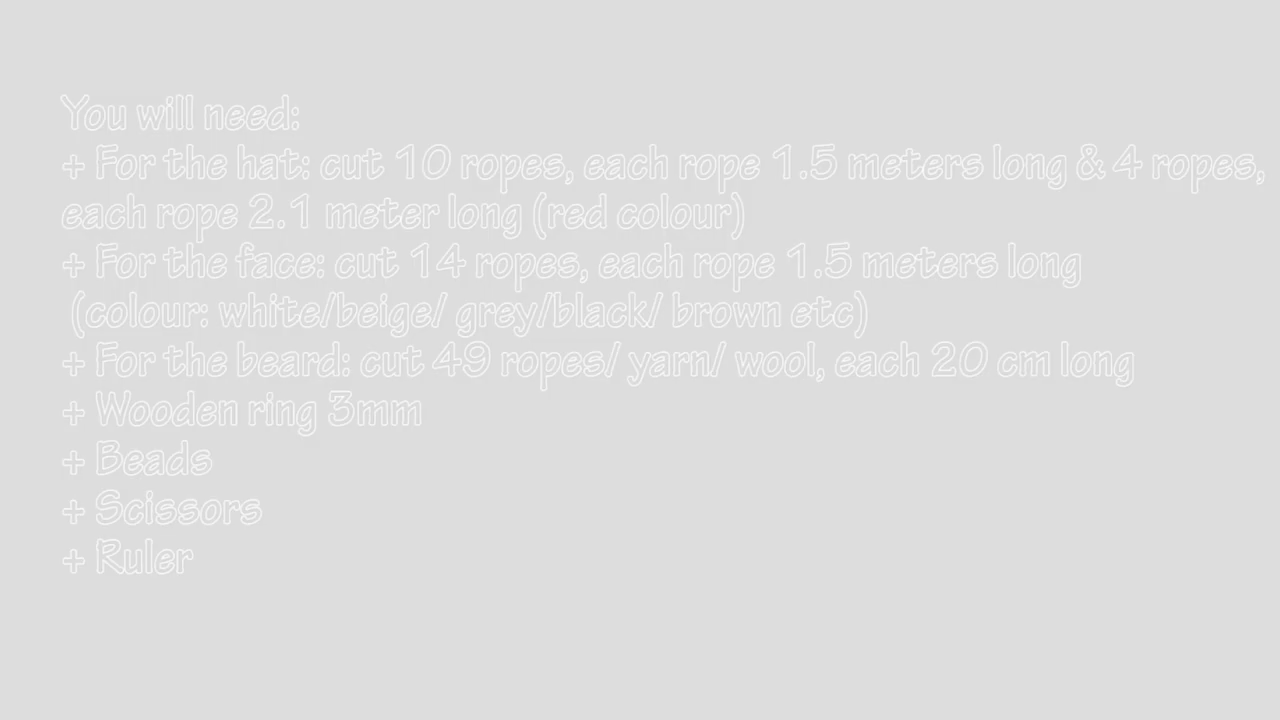 You will need:
+ For the hat: cut 10 ropes, each rope 1.5 meters long & 4 ropes,
each rope 2.1 meter long (red colour)
+ For the face: cut 14 ropes, each rope 1.5 meters long
(colour: white/beige/ grey/black/ brown etc)
+ For the beard: cut 49 ropes/ yarn/ wool, each 20 cm long
+ Wooden ring 3mm
+ Beads
+ Scissors
+ Ruler